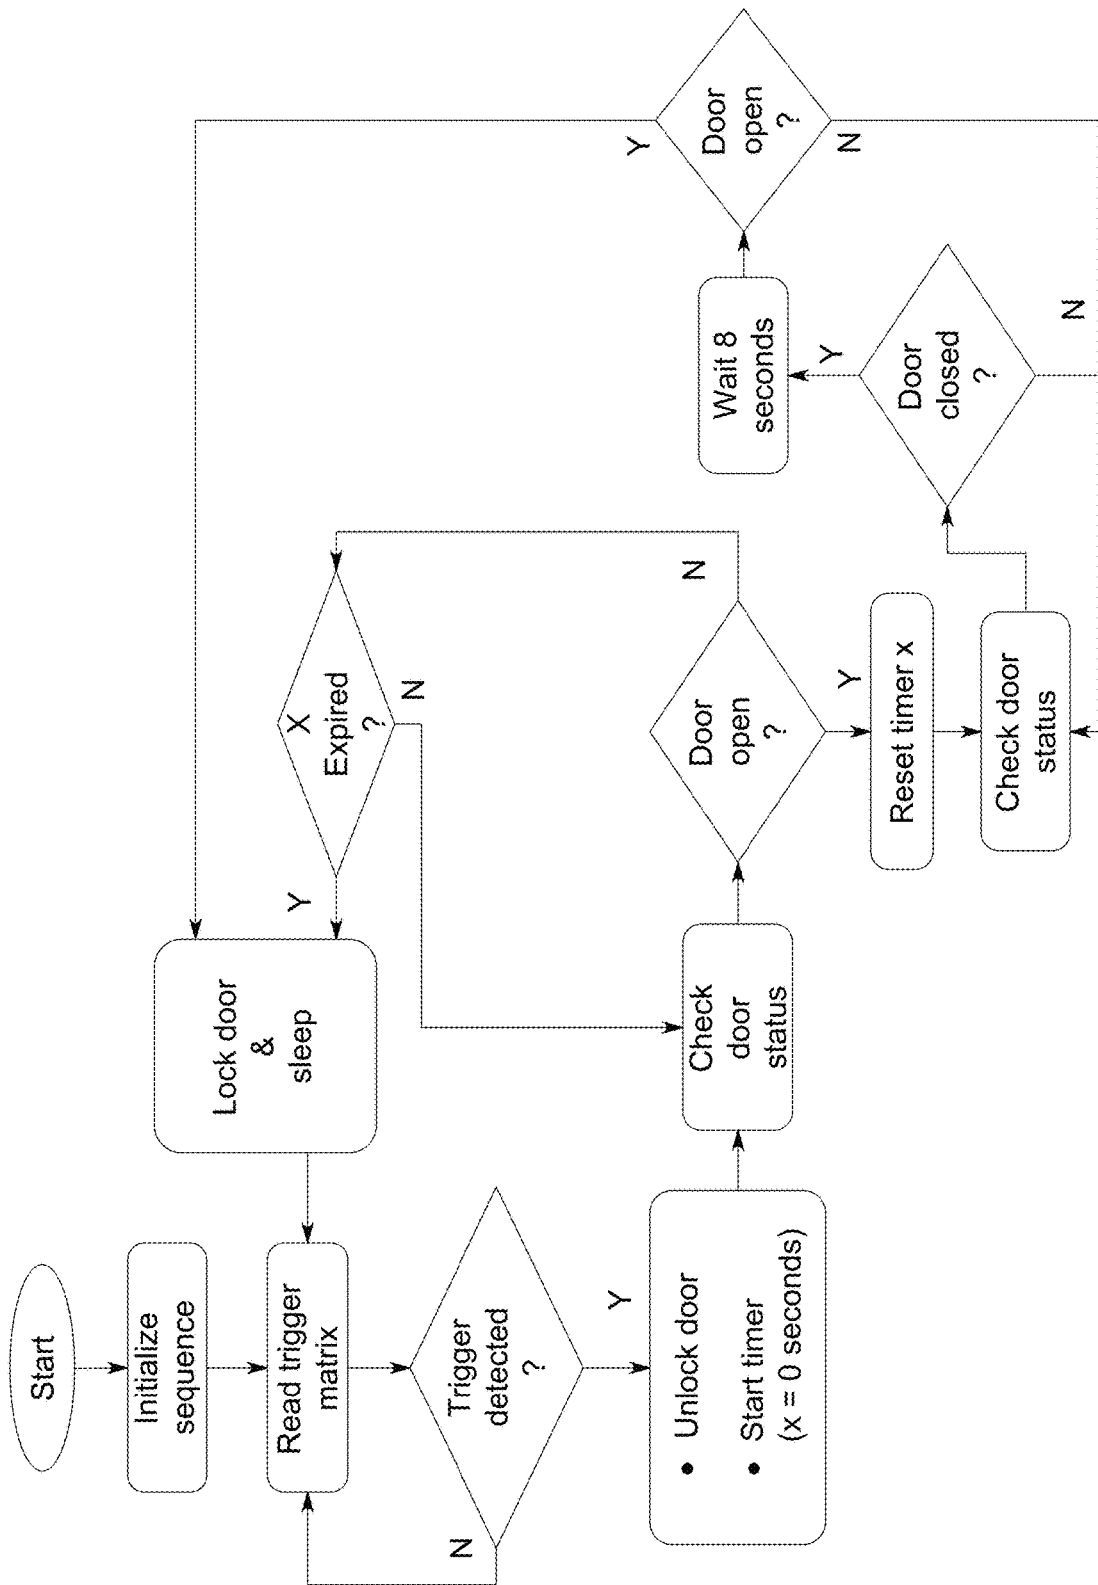 Start
Initialize
sequence
Read trigger
matrix
Trigger
detected
?
N
Y
• Unlock door
• Start timer
(x = 0 seconds)
Lock door
&
sleep
Check
door
status
Y
X
Expired
?
N
Door
open
?
N
Y
Reset timer x
Check door
status
Door
closed
?
Y
N
Wait 8
seconds
Door
open
?
Y
N